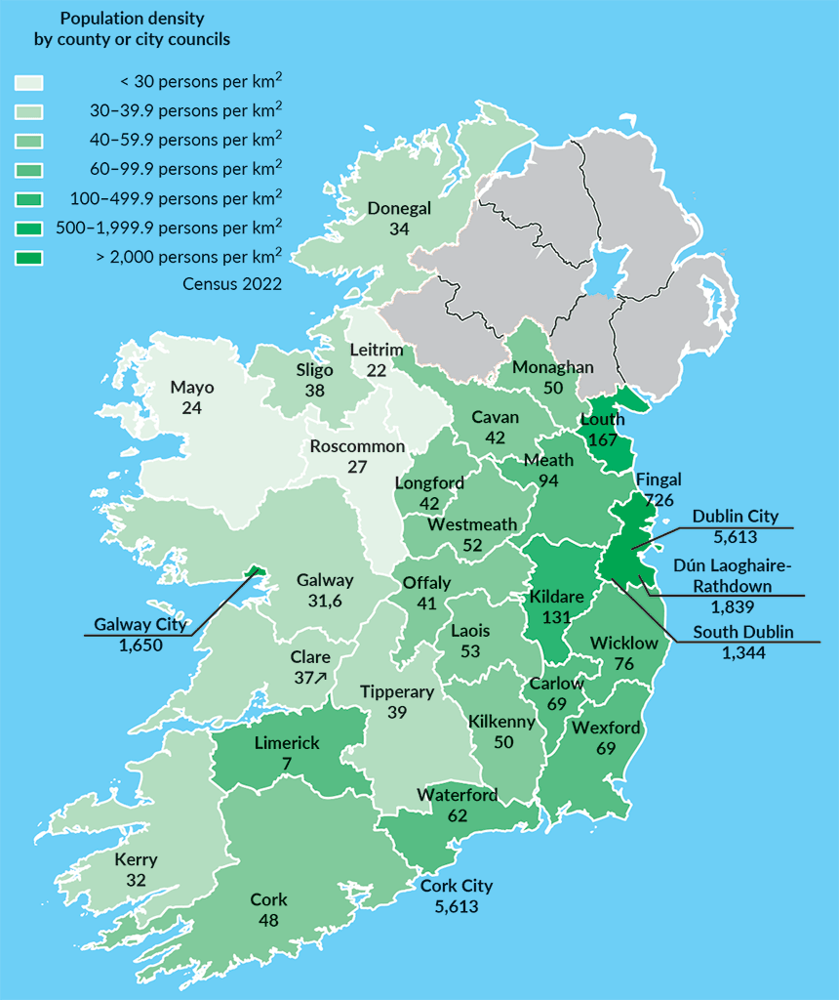 Population density
by county or city councils
< 30 persons per km²
30–39.9 persons per km²
40–59.9 persons per km²
60–99.9 persons per km²
100–499.9 persons per km²
500–1,999.9 persons per km²
> 2,000 persons per km²
Census 2022
Donegal
34
Leitrim
22
Sligo
38
Mayo
24
Monaghan
50
Cavan
42
Louth
167
Roscommon
27
Meath
94
Longford
42
Fingal
726
Westmeath
52
Dublin City
5,613
Dún Laoghaire-
Rathdown
1,839
South Dublin
1,344
Galway
31,6
Offaly
41
Kildare
131
Galway City
1,650
Laois
53
Wicklow
76
Clare
37↗
Tipperary
39
Carlow
69
Kilkenny
50
Wexford
69
Limerick
7
Waterford
62
Kerry
32
Cork
48
Cork City
5,613